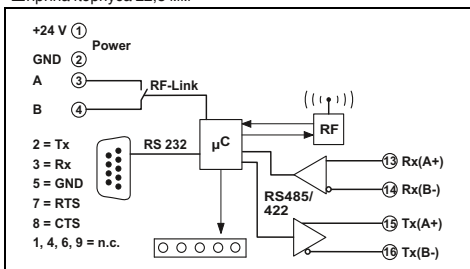 Ширина корпуса 22,5 мм
+24 V 1
Power
GND 2
A 3
RF-Link
B 4
RF
µC
2 = Tx
3 = Rx
5 = GND
7 = RTS
8 = CTS
1, 4, 6, 9 = n.c.
RS 232
RS485/
422
13 Rx(A+)
14 Rx(B-)
15 Tx(A+)
16 Tx(B-)